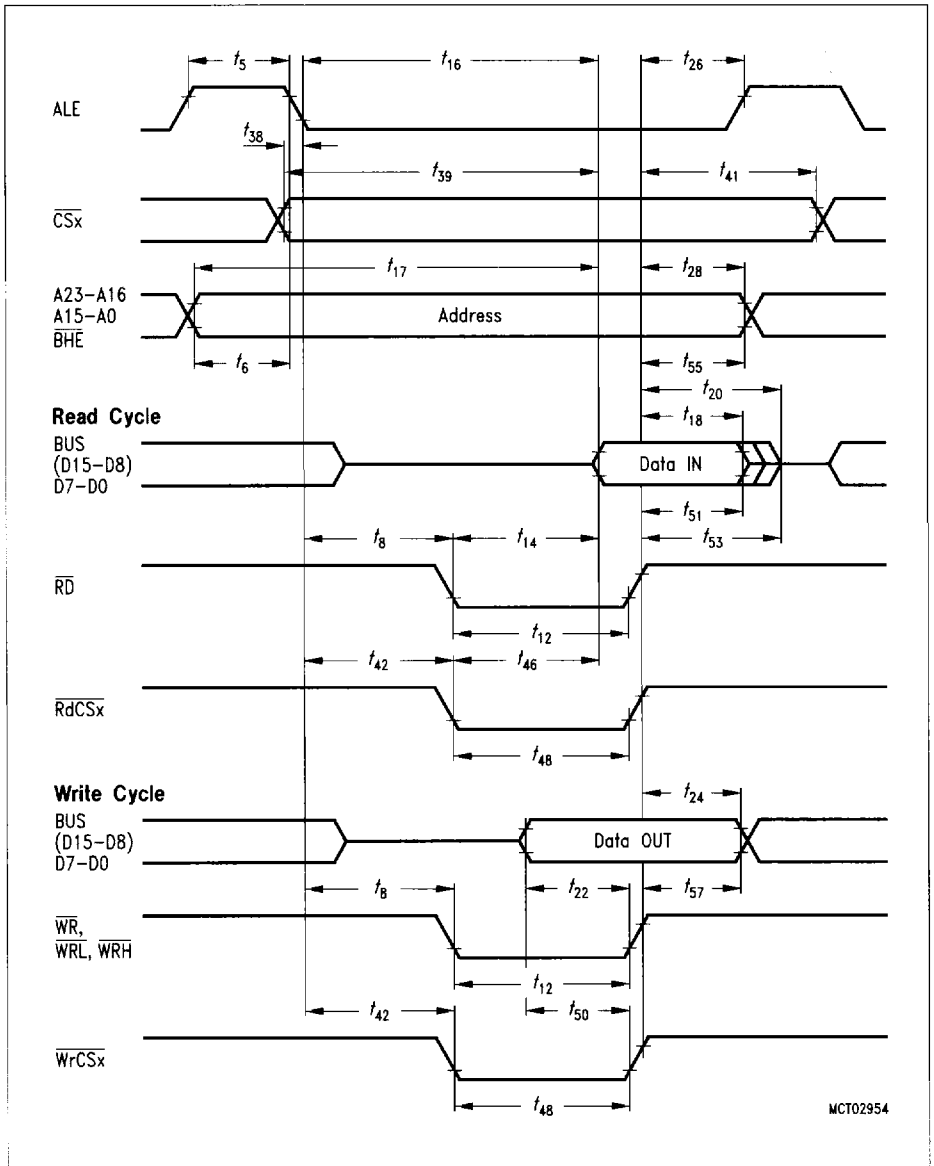 t5 t16 t26
ALE
t38
t39 t41
CSx
t17 t28
A23-A16
A15-A0
BHE
Address
t6 t55
t20
Read Cycle
t18
BUS
(D15-D8)
D7-D0
Data IN
t51
t8 t14 t53
RD
t12
t42 t46
RdCSx
t48
Write Cycle
t24
BUS
(D15-D8)
D7-D0
Data OUT
t8 t22 t57
WR,
WRL, WRH
t12
t42 t50
WrCSx
t48
MCT02954